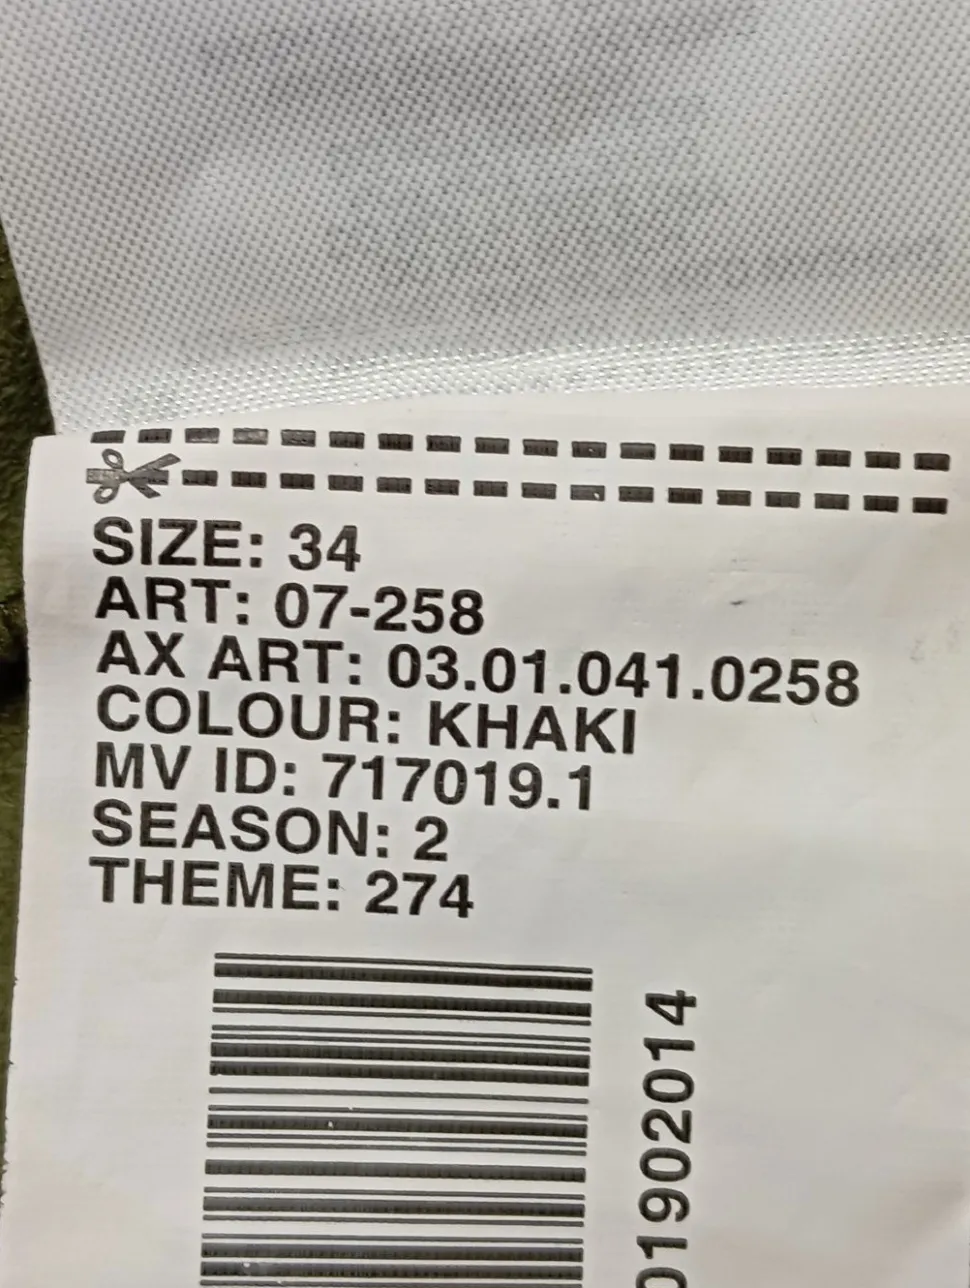 SIZE: 34
ART: 07-258
AX ART: 03.01.041.0258
COLOUR: KHAKI
MV ID: 717019.1
SEASON: 2
THEME: 274
01902014